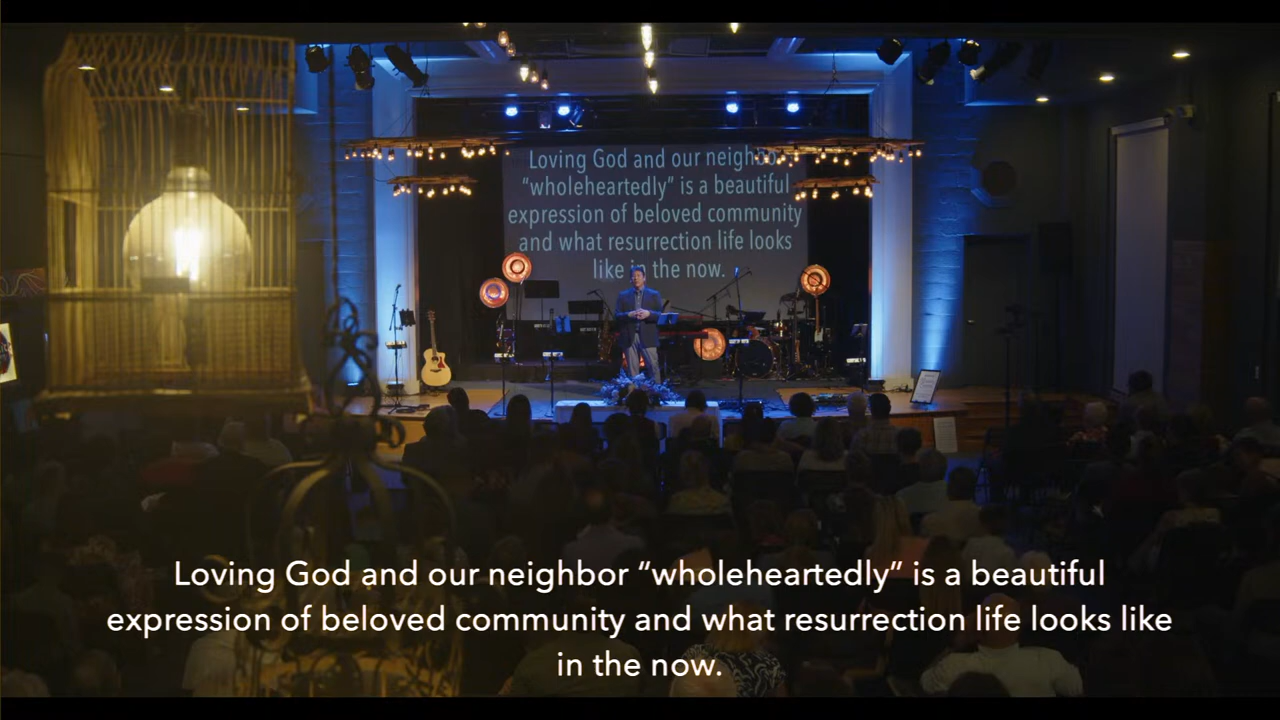 Loving God and our neighbor
“wholeheartedly” is a beautiful
expression of beloved community
and what resurrection life looks
like in the now.
Loving God and our neighbor “wholeheartedly” is a beautiful
expression of beloved community and what resurrection life looks like
in the now.